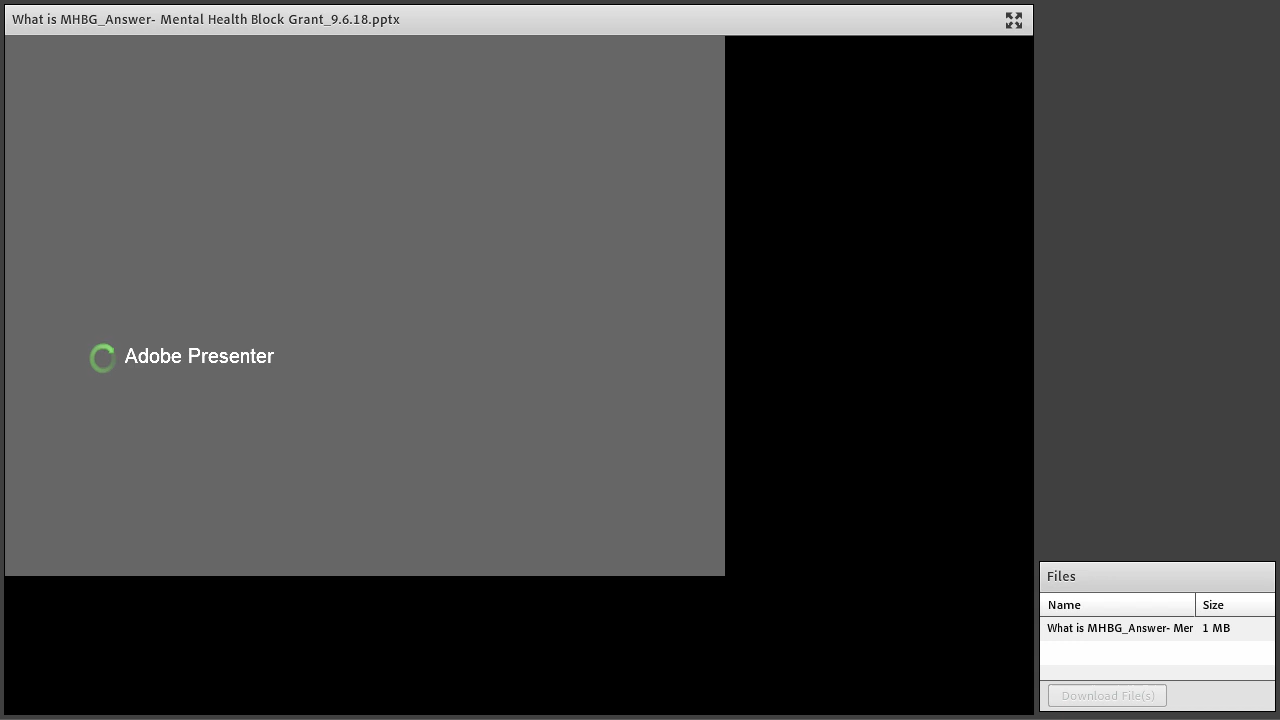 What is MHBG_Answer- Mental Health Block Grant_9.6.18.pptx
Adobe Presenter
Files
Name Size
What is MHBG_Answer- Mer 1 MB
Download File(s)